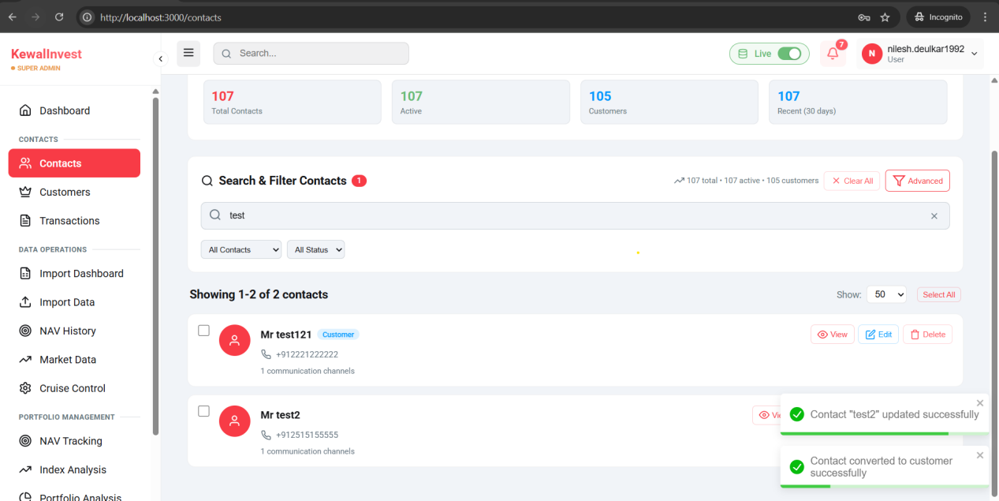 http://localhost:3000/contacts
Incognito
KewalInvest
SUPER ADMIN
Search...
Live
7
N
nilesh.deulkar1992
User
Dashboard
CONTACTS
Contacts
Customers
Transactions
DATA OPERATIONS
Import Dashboard
Import Data
NAV History
Market Data
Cruise Control
PORTFOLIO MANAGEMENT
NAV Tracking
Index Analysis
Portfolio Analysis
107
Total Contacts
107
Active
105
Customers
107
Recent (30 days)
Search & Filter Contacts 1
107 total • 107 active • 105 customers
Clear All
Advanced
test
All Contacts
All Status
Showing 1-2 of 2 contacts
Show: 50
Select All
Mr test121 Customer
+912221222222
1 communication channels
View
Edit
Delete
Mr test2
+912515155555
1 communication channels
Contact "test2" updated successfully
Contact converted to customer
successfully